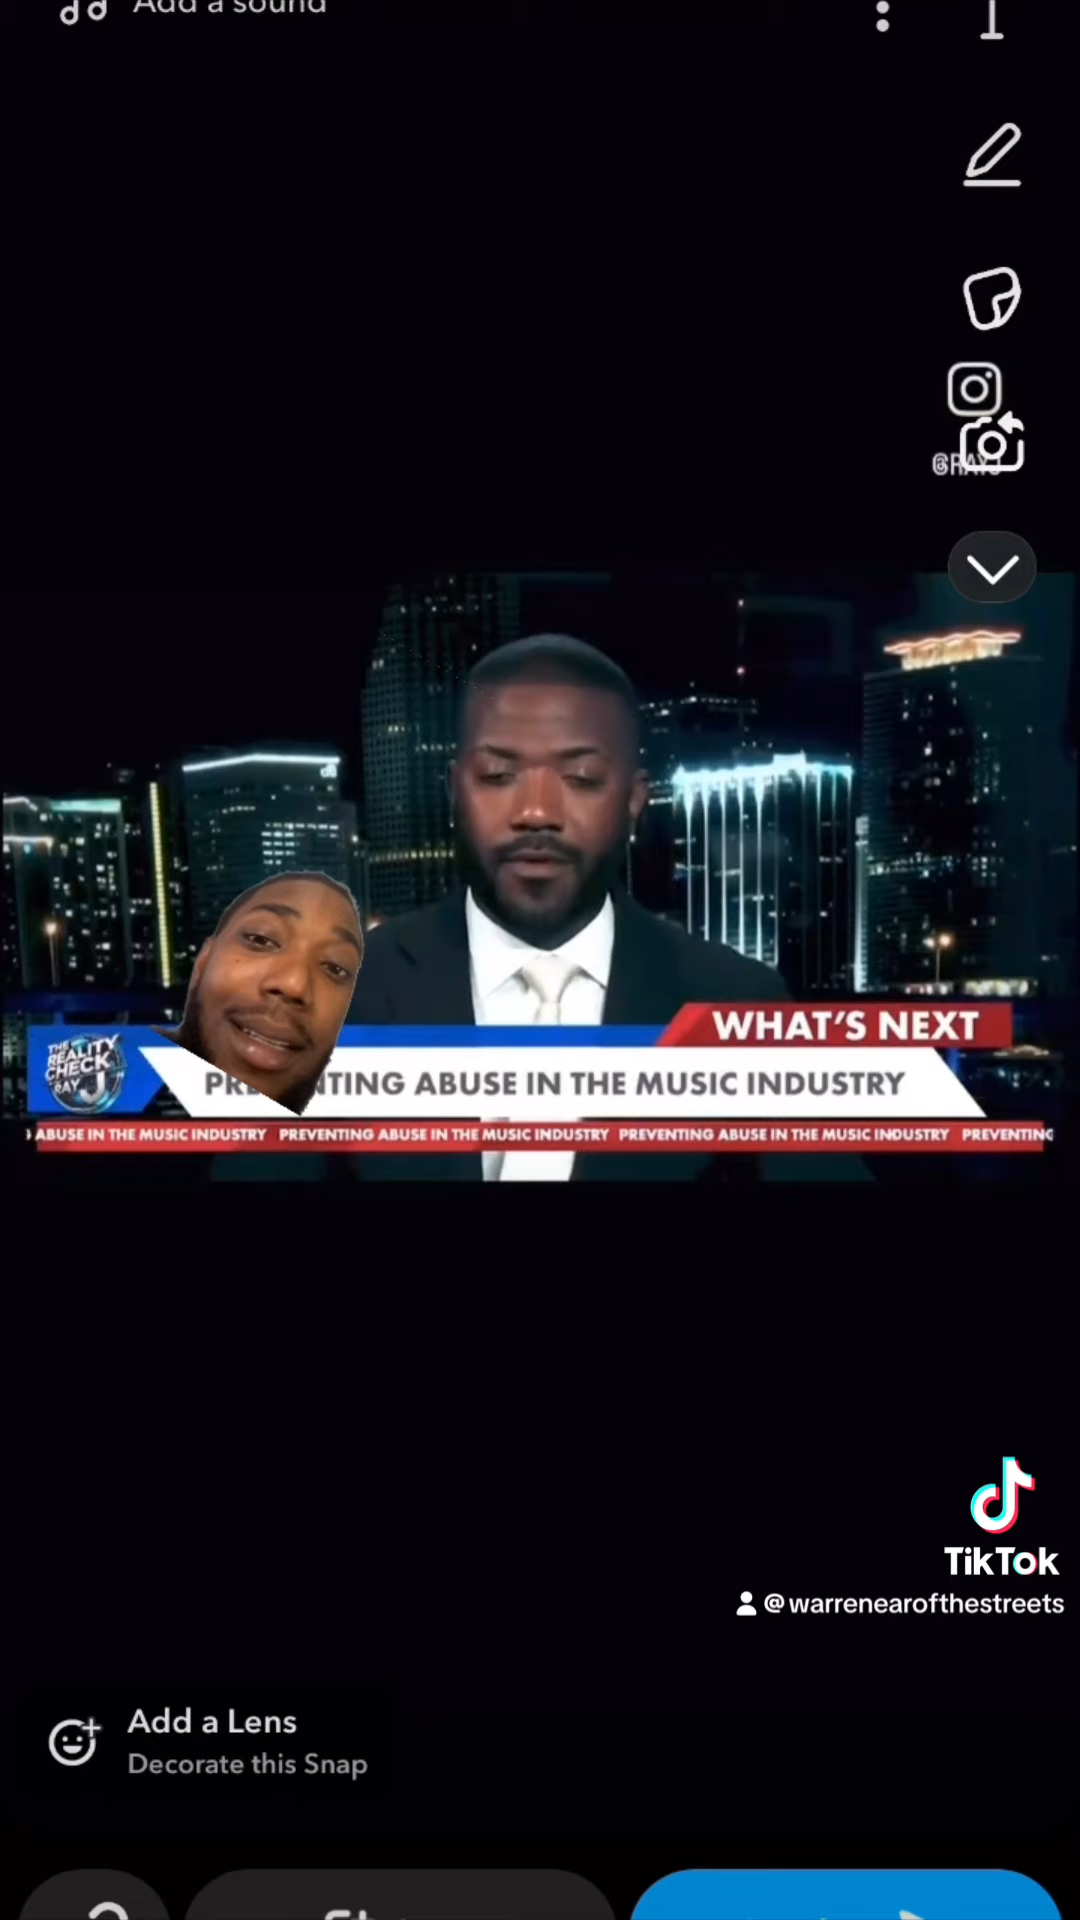 Add a sound
@RAYJ
WHAT'S NEXT
THE
REALITY
CHECK
RAY J
TING ABUSE IN THE MUSIC INDUSTRY
ABUSE IN THE MUSIC INDUSTRY PREVENTING ABUSE IN THE MUSIC INDUSTRY PREVENTING ABUSE IN THE MUSIC INDUSTRY PREVENTING
TikTok
@warrenearofthestreets
Add a Lens
Decorate this Snap